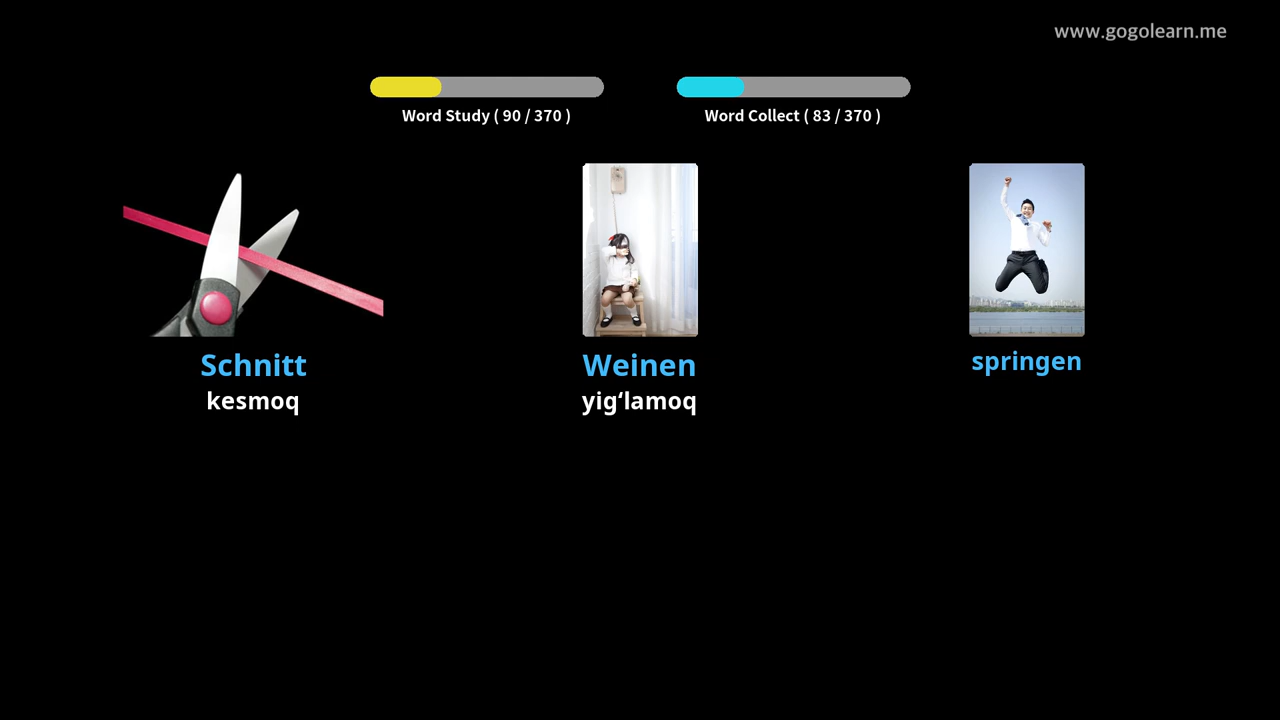 www.gogolearn.me
Word Study ( 90 / 370 )
Word Collect ( 83 / 370 )
Schnitt
kesmoq
Weinen
yig‘lamoq
springen